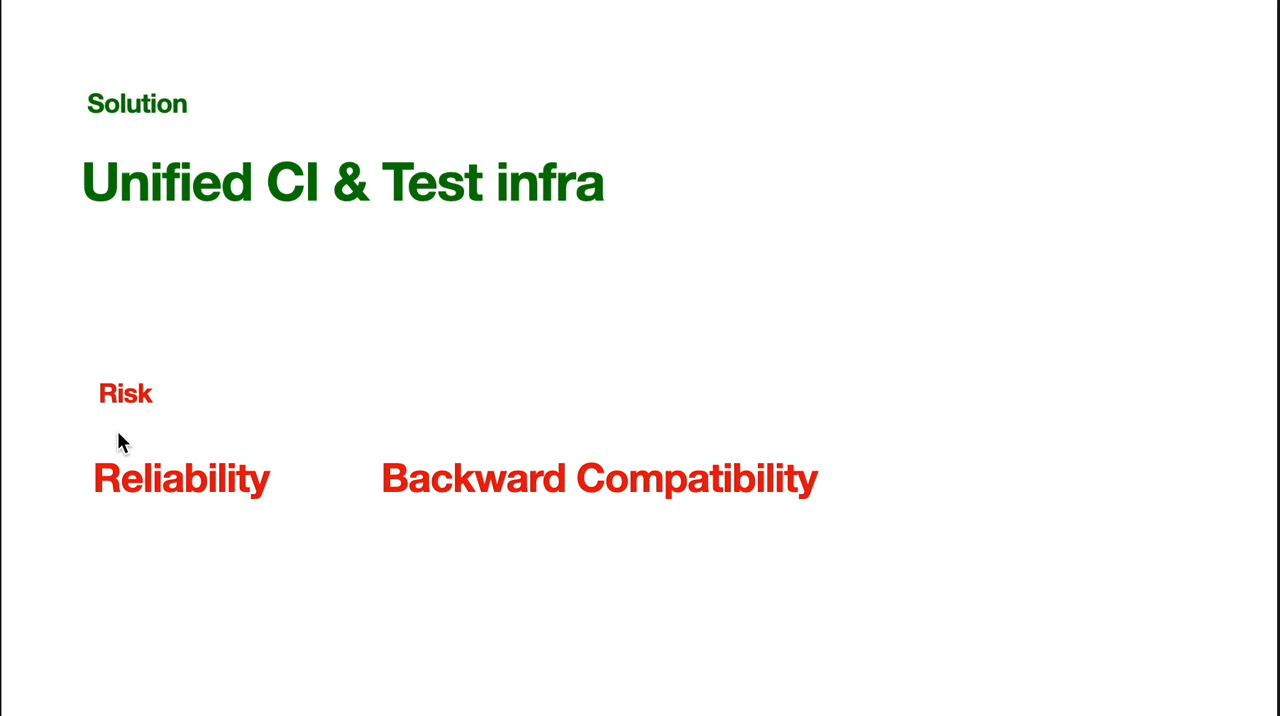 Solution
Unified CI & Test infra
Risk
Reliability Backward Compatibility